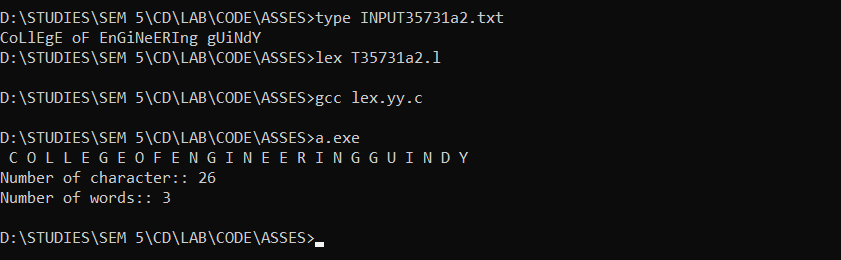 D:\STUDIES\SEM 5\CD\LAB\CODE\ASSES>type INPUT35731a2.txt
CoLlEgE oF EnGiNeERIng gUiNdY
D:\STUDIES\SEM 5\CD\LAB\CODE\ASSES>lex T35731a2.l
D:\STUDIES\SEM 5\CD\LAB\CODE\ASSES>gcc lex.yy.c
D:\STUDIES\SEM 5\CD\LAB\CODE\ASSES>a.exe
C O L L E G E O F E N G I N E E R I N G G U I N D Y
Number of character:: 26
Number of words:: 3
D:\STUDIES\SEM 5\CD\LAB\CODE\ASSES>